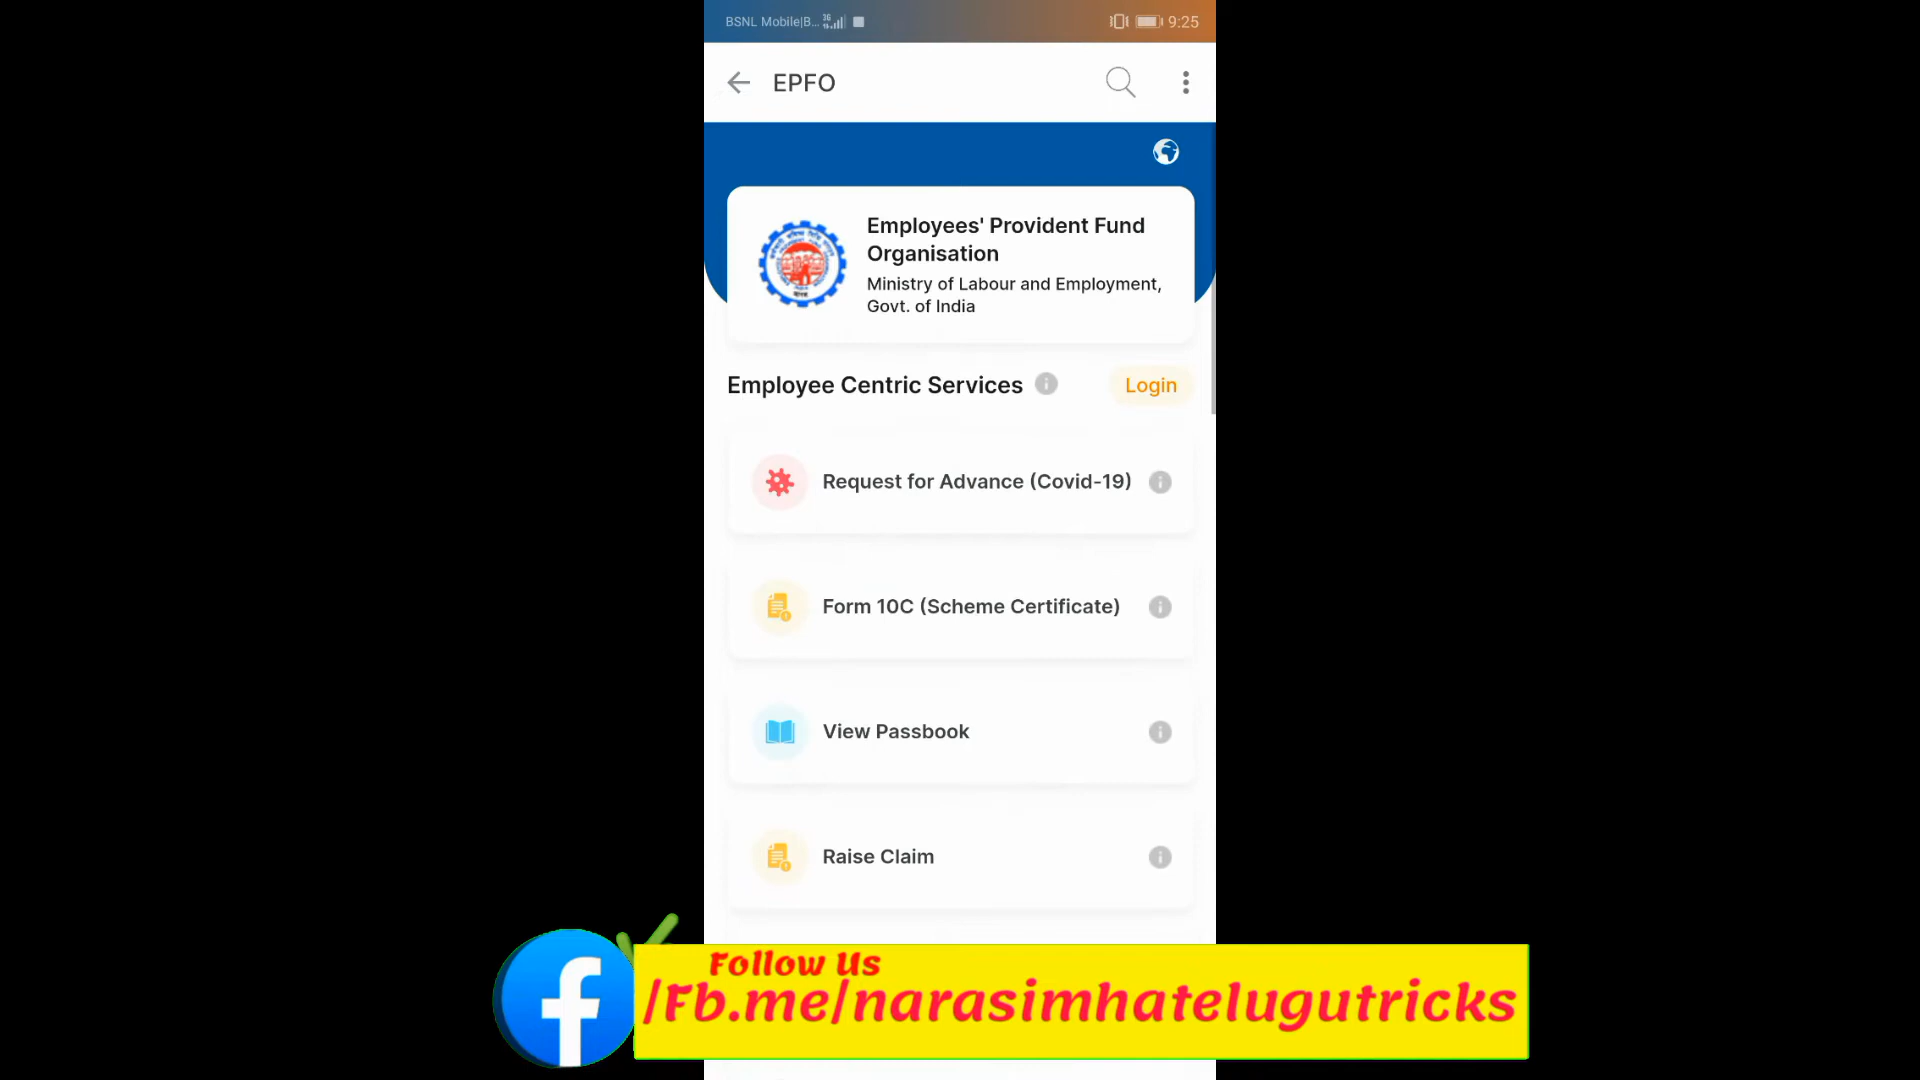 BSNL Mobile|B... 3G 9:25
EPFO
Employees' Provident Fund
Organisation
Ministry of Labour and Employment,
Govt. of India
Employee Centric Services
Login
Request for Advance (Covid-19)
Form 10C (Scheme Certificate)
View Passbook
Raise Claim
Follow Us
/Fb.me/narasimhatelugutricks